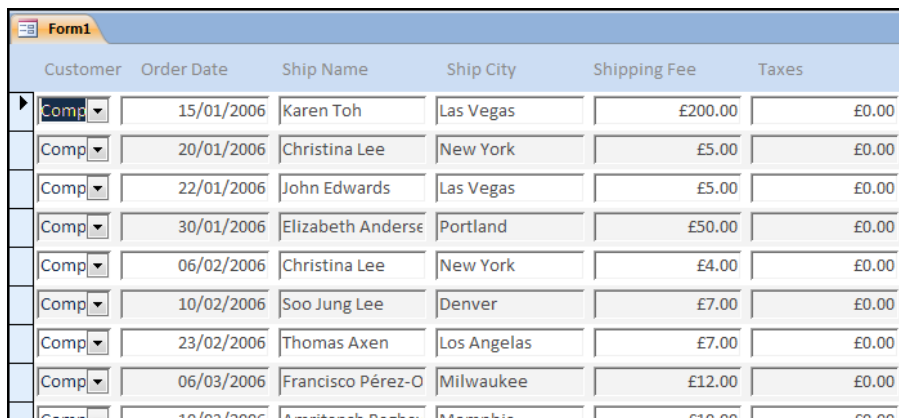 Form1
Customer Order Date Ship Name Ship City Shipping Fee Taxes
Comp 15/01/2006 Karen Toh Las Vegas £200.00 £0.00
Comp 20/01/2006 Christina Lee New York £5.00 £0.00
Comp 22/01/2006 John Edwards Las Vegas £5.00 £0.00
Comp 30/01/2006 Elizabeth Anderse Portland £50.00 £0.00
Comp 06/02/2006 Christina Lee New York £4.00 £0.00
Comp 10/02/2006 Soo Jung Lee Denver £7.00 £0.00
Comp 23/02/2006 Thomas Axen Los Angelas £7.00 £0.00
Comp 06/03/2006 Francisco Pérez-O Milwaukee £12.00 £0.00